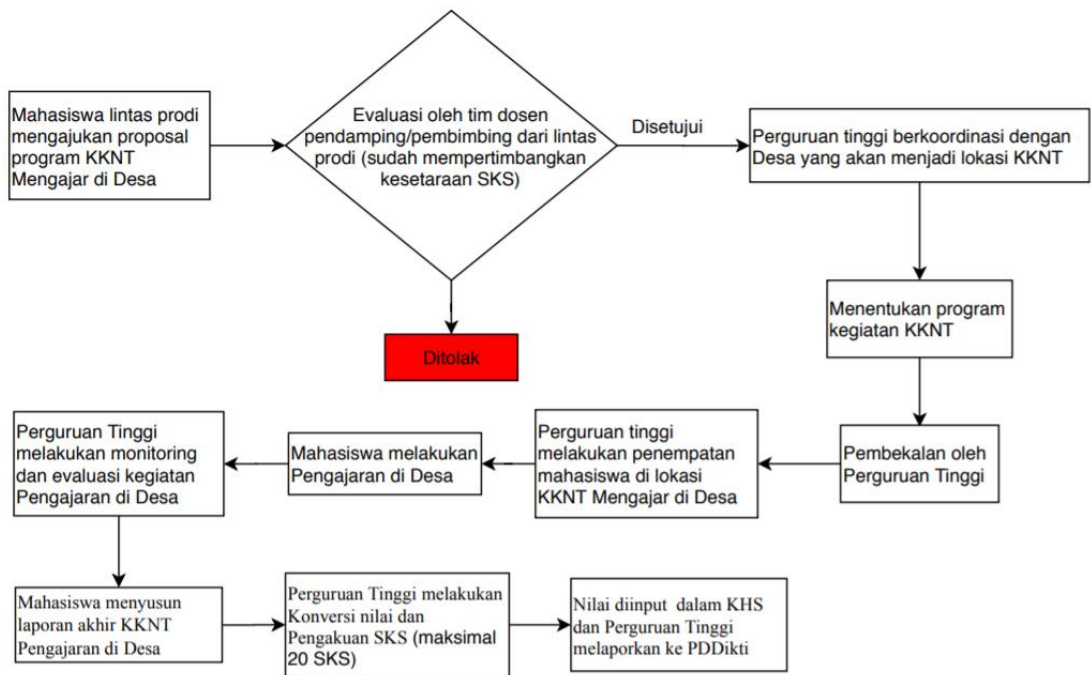 Mahasiswa lintas prodi
mengajukan proposal
program KKNT
Mengajar di Desa
Evaluasi oleh tim dosen
pendamping/pembimbing dari lintas
prodi (sudah mempertimbangkan
kesetaraan SKS)
Disetujui
Perguruan tinggi berkoordinasi dengan
Desa yang akan menjadi lokasi KKNT
Menentukan program
kegiatan KKNT
Ditolak
Pembekalan oleh
Perguruan Tinggi
Perguruan tinggi
melakukan penempatan
mahasiswa di lokasi
KKNT Mengajar di Desa
Mahasiswa melakukan
Pengajaran di Desa
Perguruan Tinggi
melakukan monitoring
dan evaluasi kegiatan
Pengajaran di Desa
Mahasiswa menyusun
laporan akhir KKNT
Pengajaran di Desa
Perguruan Tinggi melakukan
Konversi nilai dan
Pengakuan SKS (maksimal
20 SKS)
Nilai diinput dalam KHS
dan Perguruan Tinggi
melaporkan ke PDDikti